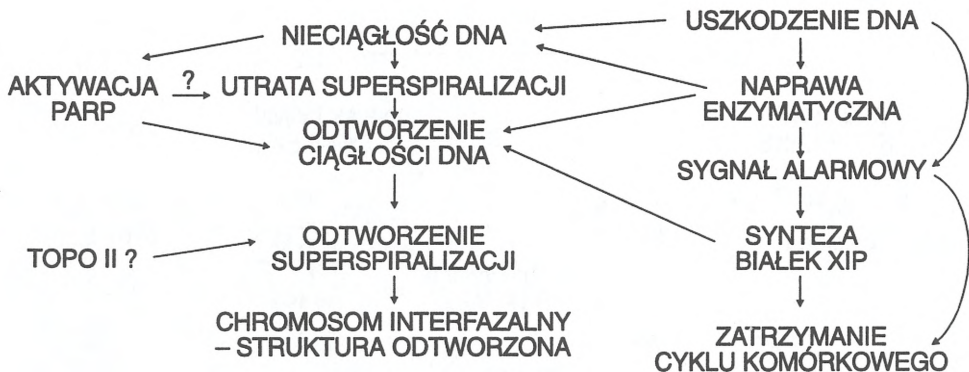 NIECIĄGŁOŚĆ DNA
USZKODZENIE DNA
AKTYWACJA
PARP
?
UTRATA SUPERSPIRALIZACJI
NAPRAWA
ENZYMATYCZNA
ODTWORZENIE
CIĄGŁOŚCI DNA
SYGNAŁ ALARMOWY
TOPO II ?
ODTWORZENIE
SUPERSPIRALIZACJI
SYNTEZA
BIAŁEK XIP
CHROMOSOM INTERFAZALNY
– STRUKTURA ODTWORZONA
ZATRZYMANIE
CYKLU KOMÓRKOWEGO